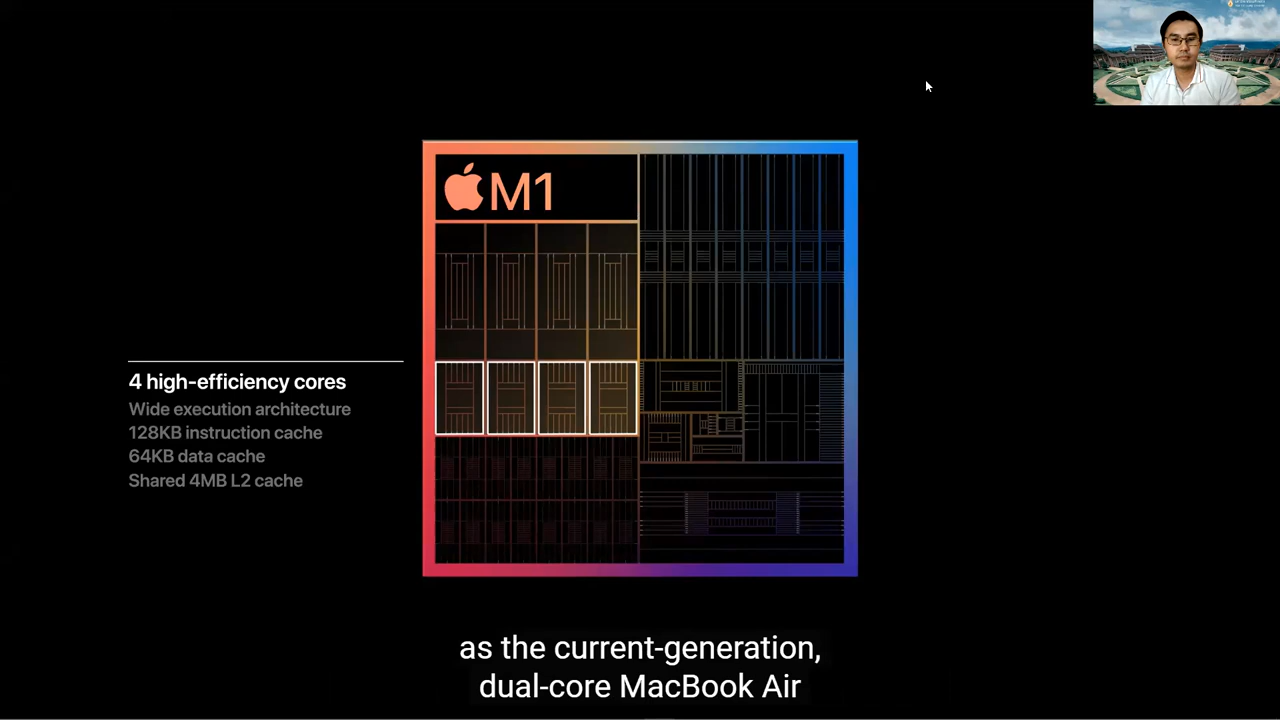 M1
4 high-efficiency cores
Wide execution architecture
128KB instruction cache
64KB data cache
Shared 4MB L2 cache
as the current-generation,
dual-core MacBook Air